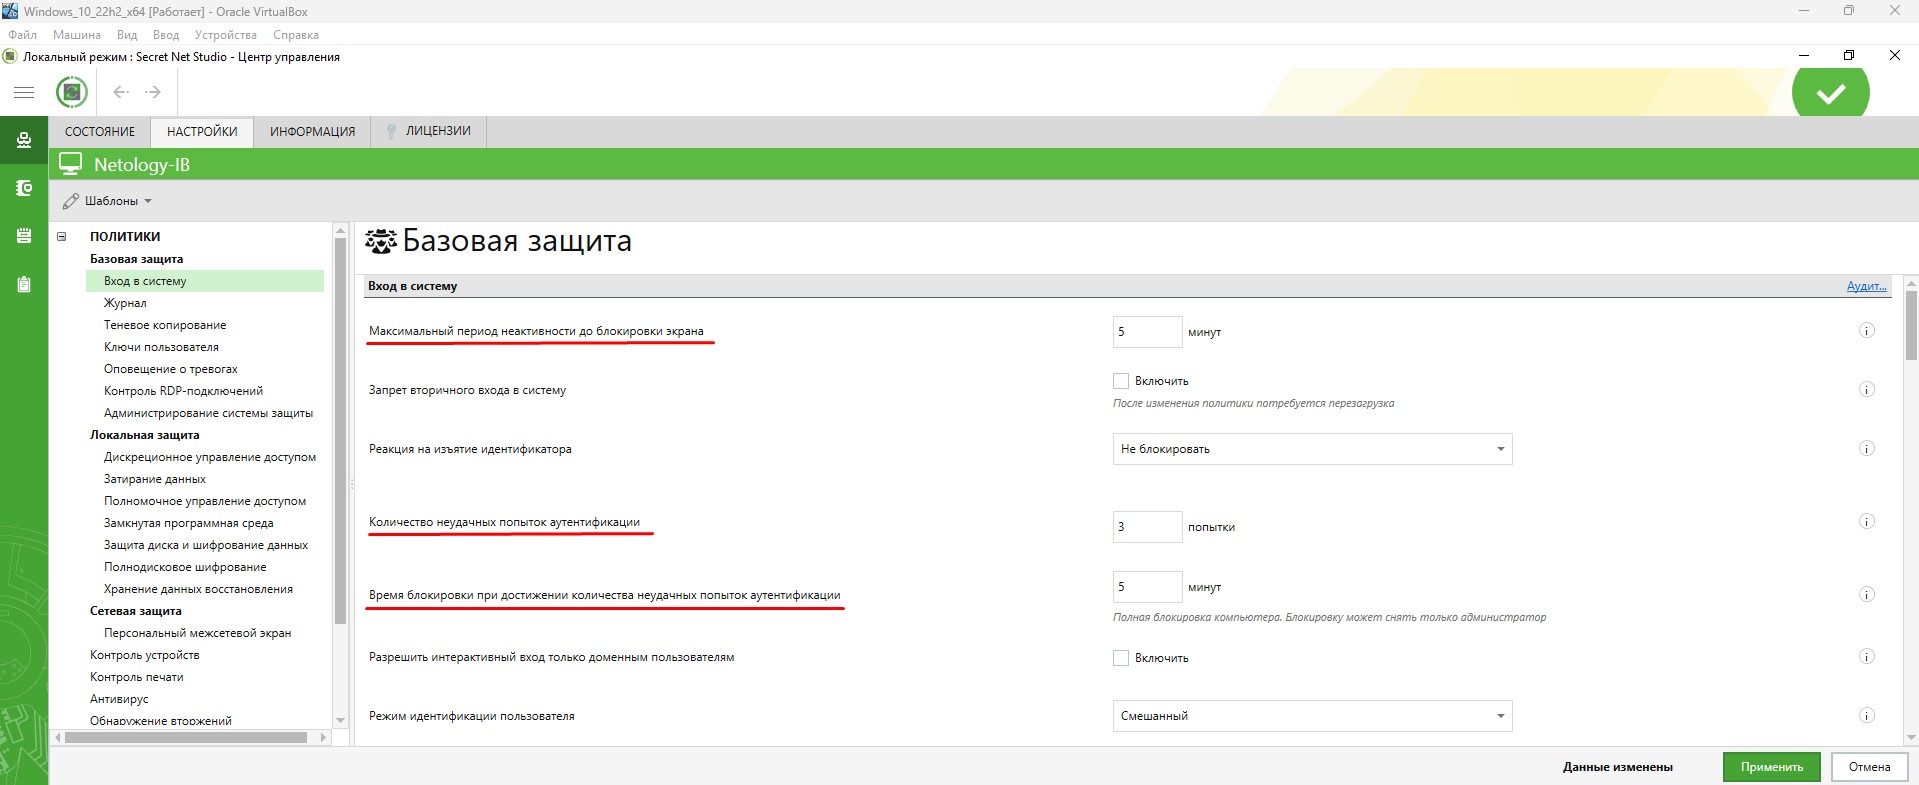 Windows_10_22h2_x64 [Работает] - Oracle VirtualBox
Файл Машина Вид Ввод Устройства Справка
Локальный режим : Secret Net Studio - Центр управления
СОСТОЯНИЕ НАСТРОЙКИ ИНФОРМАЦИЯ ЛИЦЕНЗИИ
Netology-IB
Шаблоны
ПОЛИТИКИ
Базовая защита
Вход в систему
Журнал
Теневое копирование
Ключи пользователя
Оповещение о тревогах
Контроль RDP-подключений
Администрирование системы защиты
Локальная защита
Дискреционное управление доступом
Затирание данных
Полномочное управление доступом
Замкнутая программная среда
Защита диска и шифрование данных
Полнодисковое шифрование
Хранение данных восстановления
Сетевая защита
Персональный межсетевой экран
Контроль устройств
Контроль печати
Антивирус
Обнаружение вторжений
Базовая защита
Вход в систему Аудит...
Максимальный период неактивности до блокировки экрана 5 минут
Запрет вторичного входа в систему Включить
После изменения политики потребуется перезагрузка
Реакция на изъятие идентификатора Не блокировать
Количество неудачных попыток аутентификации 3 попытки
Время блокировки при достижении количества неудачных попыток аутентификации 5 минут
Полная блокировка компьютера. Блокировку может снять только администратор
Разрешить интерактивный вход только доменным пользователям Включить
Режим идентификации пользователя Смешанный
Данные изменены Применить Отмена